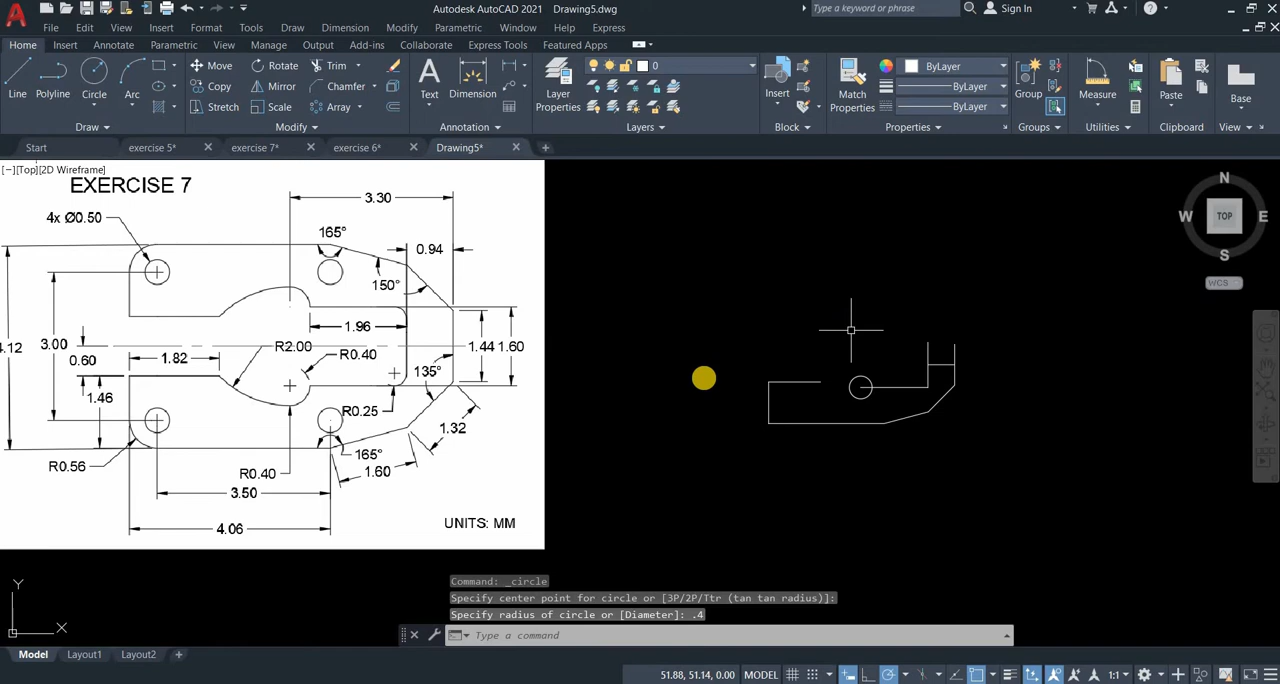 Autodesk AutoCAD 2021 Drawing5.dwg
Type a keyword or phrase
Sign In
File Edit View Insert Format Tools Draw Dimension Modify Parametric Window Help Express
Home Insert Annotate Parametric View Manage Output Add-ins Collaborate Express Tools Featured Apps
Line Polyline Circle Arc
Move Rotate Trim
Copy Mirror Chamfer
Stretch Scale Array
Text Dimension
Layer Properties
0
Insert
Match Properties
ByLayer
ByLayer
ByLayer
Group
Measure
Paste
Base
Draw Modify Annotation Layers Block Properties Groups Utilities Clipboard View
Start exercise 5* exercise 7* exercise 6* Drawing5*
[−][Top][2D Wireframe]
EXERCISE 7
4x Ø0.50
3.30
165°
0.94
150°
4.12
3.00
0.60
1.82
1.46
R2.00
R0.40
1.96
1.44
1.60
135°
R0.25
1.32
R0.56
R0.40
165°
1.60
3.50
4.06
UNITS: MM
N
W TOP E
S
WCS
Y
X
Command: _circle
Specify center point for circle or [3P/2P/Ttr (tan tan radius)]:
Specify radius of circle or [Diameter]: .4
Type a command
Model Layout1 Layout2
51.88, 51.14, 0.00 MODEL 1:1